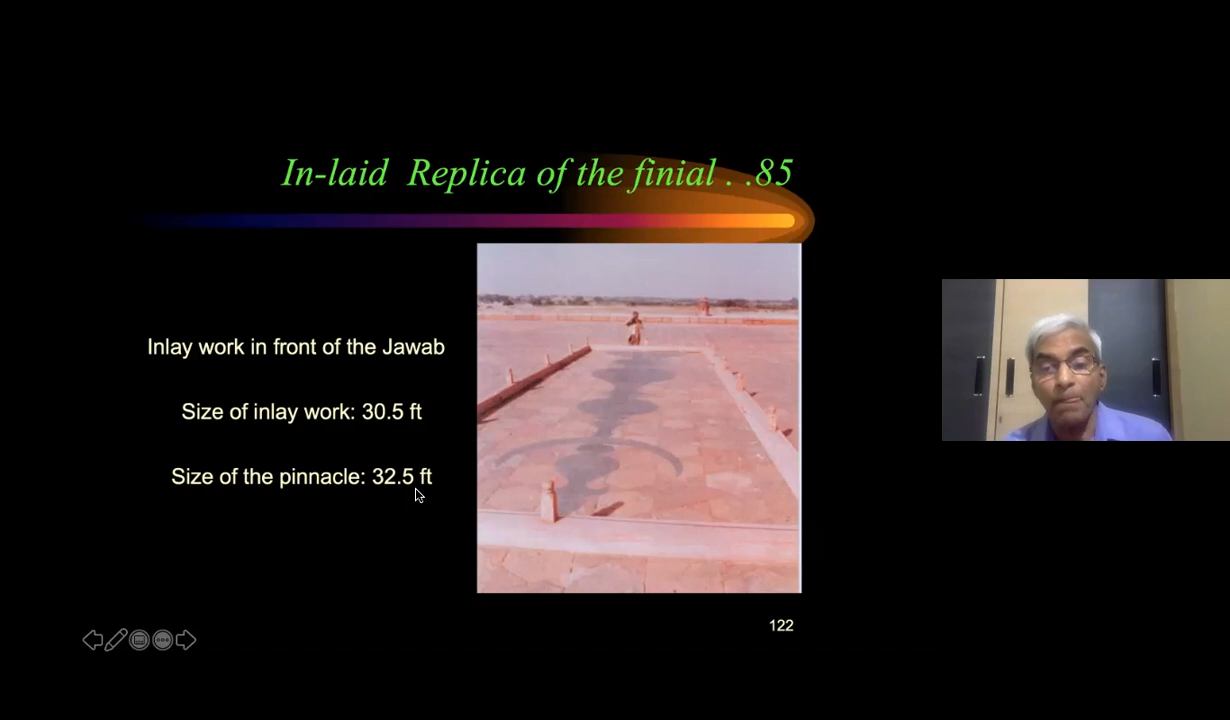 In-laid Replica of the finial . .85
Inlay work in front of the Jawab
Size of inlay work: 30.5 ft
Size of the pinnacle: 32.5 ft
122